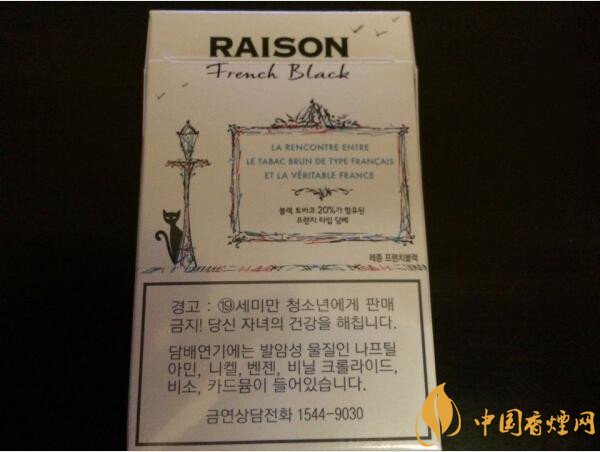 RAISON
French Black
LA RENCONTRE ENTRE
LE TABAC BRUN DE TYPE FRANÇAIS
ET LA VÉRITABLE FRANCE
블랙 토바코 20%가 함유된
프렌치 타입 담배
레종 프렌치블랙
경고 : ⑲세미만 청소년에게 판매
금지! 당신 자녀의 건강을 해칩니다.
담배연기에는 발암성 물질인 나프틸
아민, 니켈, 벤젠, 비닐 크롤라이드,
비소, 카드뮴이 들어있습니다.
금연상담전화 1544-9030
中国香煙网